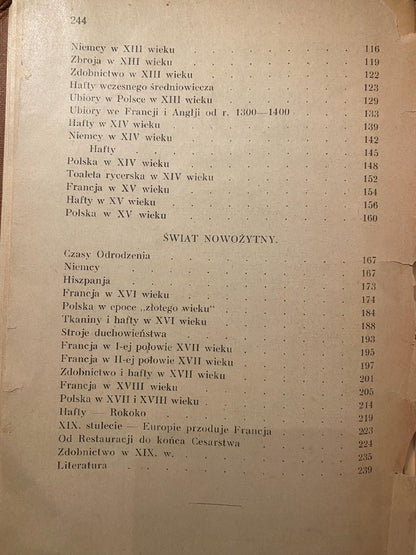 244
Niemcy w XIII wieku 116
Zbroja w XIII wieku 119
Zdobnictwo w XIII wieku 122
Hafty wczesnego średniowiecza 123
Ubiory w Polsce w XIII wieku 129
Ubiory we Francji i Anglji od r. 1300—1400 133
Hafty w XIV wieku 139
Niemcy w XIV wieku 142
Hafty 145
Polska w XIV wieku 148
Toaleta rycerska w XIV wieku 152
Francja w XV wieku 154
Hafty w XV wieku 156
Polska w XV wieku 160
ŚWIAT NOWOŻYTNY.
Czasy Odrodzenia 167
Niemcy 167
Hiszpanja 173
Francja w XVI wieku 174
Polska w epoce „złotego wieku" 184
Tkaniny i hafty w XVI wieku 188
Stroje duchowieństwa 193
Francja w I-ej połowie XVII wieku 195
Francja w II-ej połowie XVII wieku 197
Zdobnictwo i hafty w XVII wieku 201
Francja w XVIII wieku 205
Polska w XVII i XVIII wieku 214
Hafty — Rokoko 219
XIX. stulecie — Europie przoduje Francja 223
Od Restauracji do końca Cesarstwa 224
Zdobnictwo w XIX. w. 235
Literatura 239